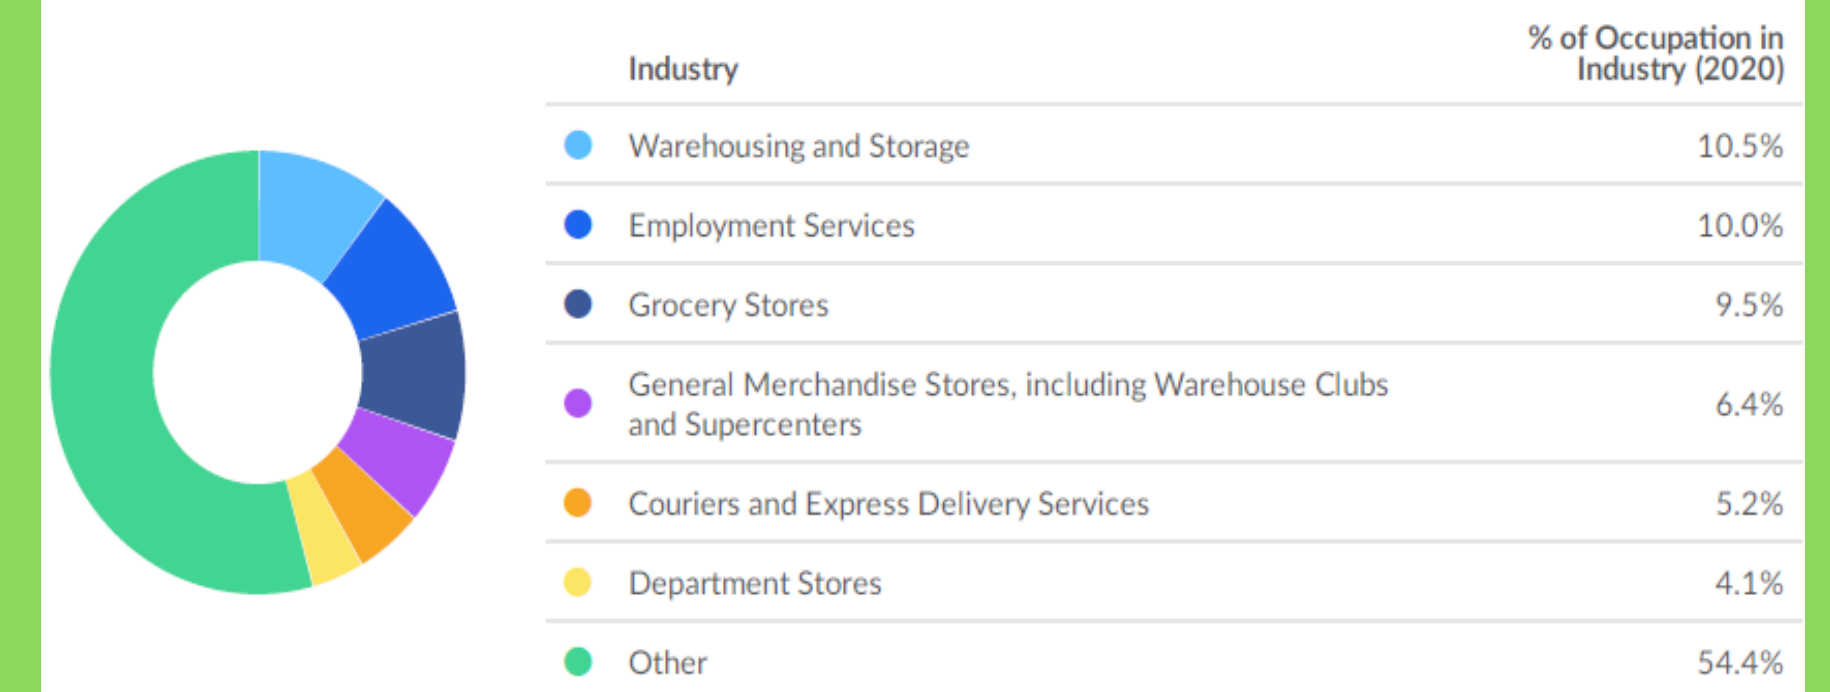 Industry
% of Occupation in
Industry (2020)
Warehousing and Storage 10.5%
Employment Services 10.0%
Grocery Stores 9.5%
General Merchandise Stores, including Warehouse Clubs
and Supercenters 6.4%
Couriers and Express Delivery Services 5.2%
Department Stores 4.1%
Other 54.4%